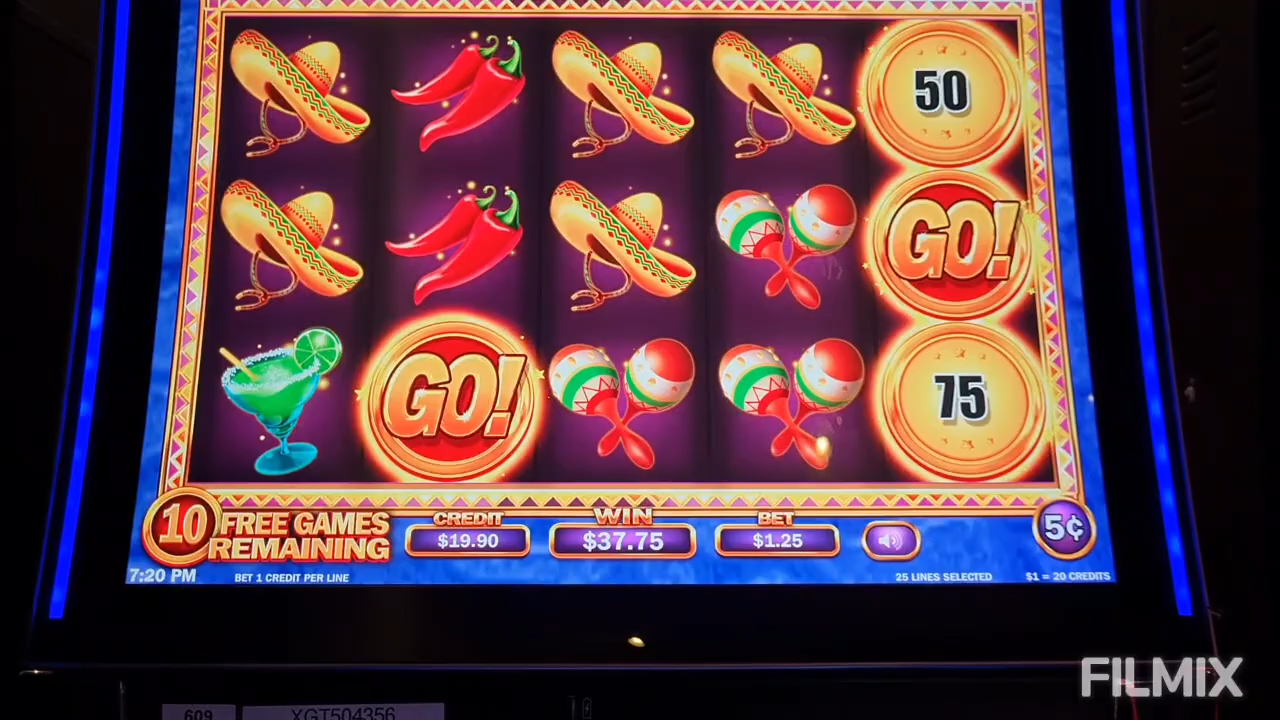 50
GO!
GO!
75
10 FREE GAMES REMAINING
CREDIT
$19.90
WIN
$37.75
BET
$1.25
5¢
7:20 PM
BET 1 CREDIT PER LINE
25 LINES SELECTED
$1 = 20 CREDITS
FILMIX
609
XGT504356